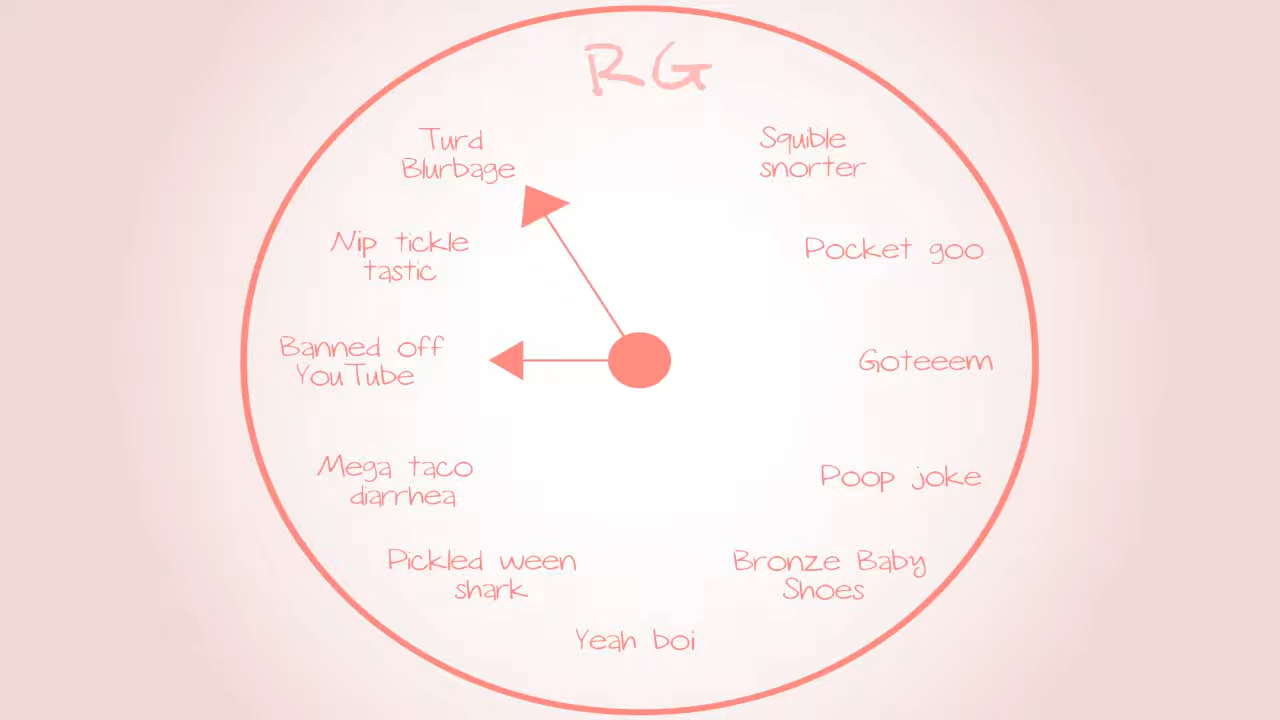 RG
Squible
snorter
Pocket goo
Goteeem
Poop joke
Bronze Baby
Shoes
Yeah boi
Pickled ween
shark
Mega taco
diarrhea
Banned off
YouTube
Nip tickle
tastic
Turd
Blurbage